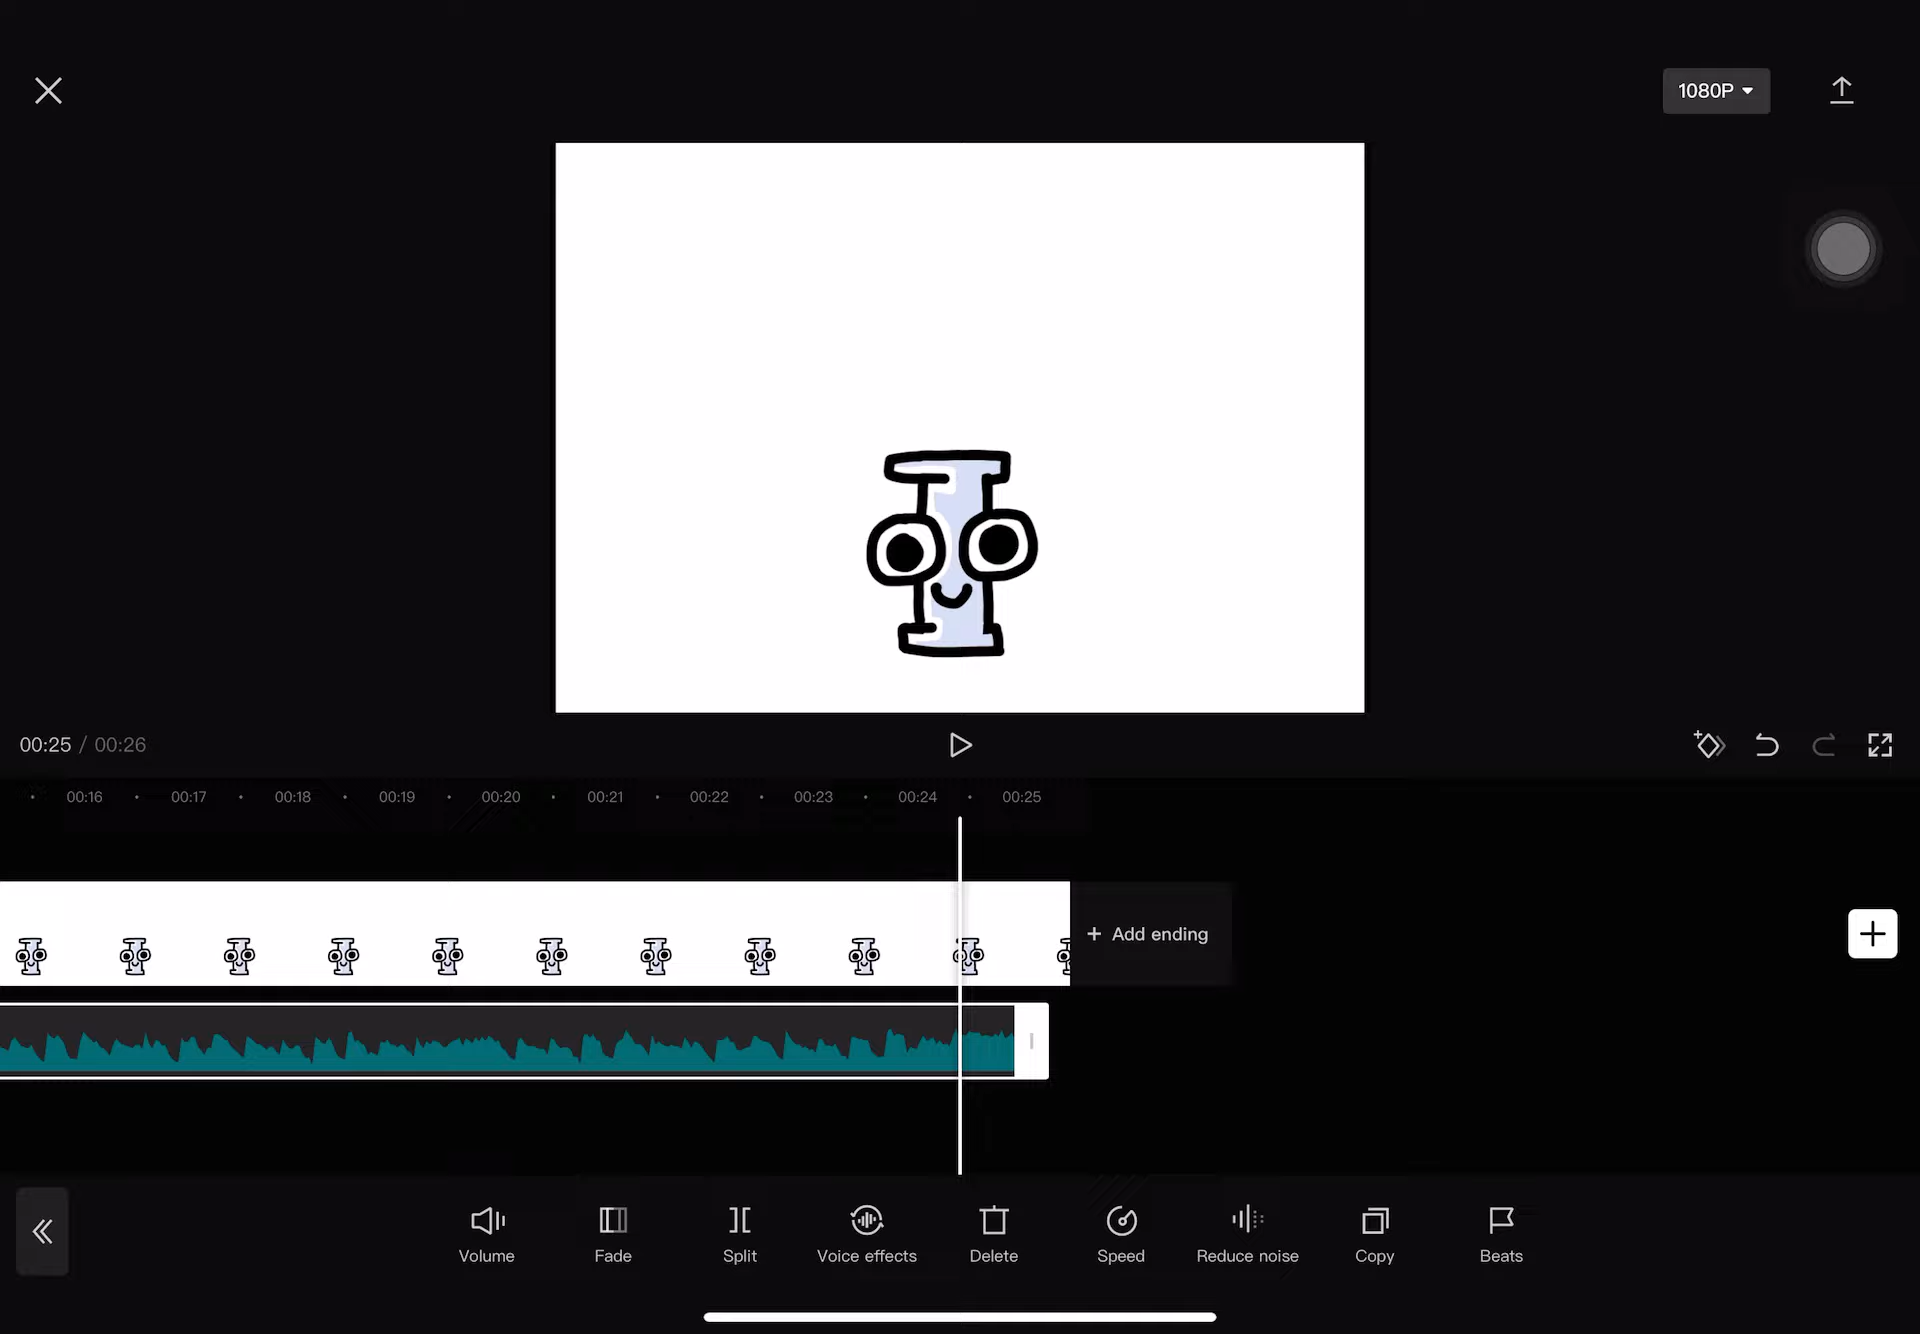 1080P
00:25 / 00:26
00:16 00:17 00:18 00:19 00:20 00:21 00:22 00:23 00:24 00:25
+ Add ending
Volume Fade Split Voice effects Delete Speed Reduce noise Copy Beats